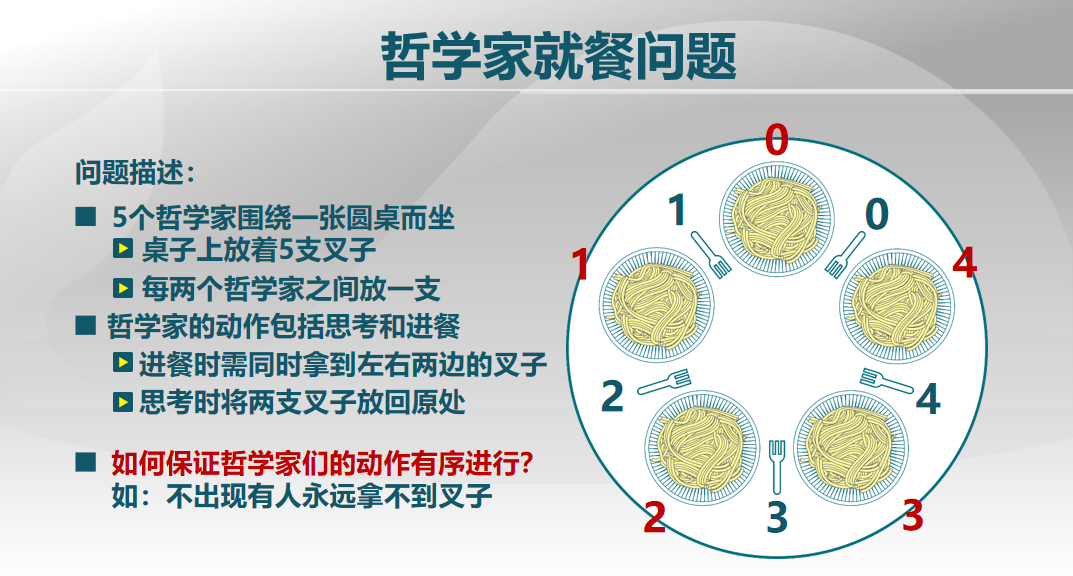 哲学家就餐问题
问题描述：
5个哲学家围绕一张圆桌而坐
桌子上放着5支叉子
每两个哲学家之间放一支
哲学家的动作包括思考和进餐
进餐时需同时拿到左右两边的叉子
思考时将两支叉子放回原处
如何保证哲学家们的动作有序进行?
如：不出现有人永远拿不到叉子
0
1
0
1
4
2
4
2
3
3